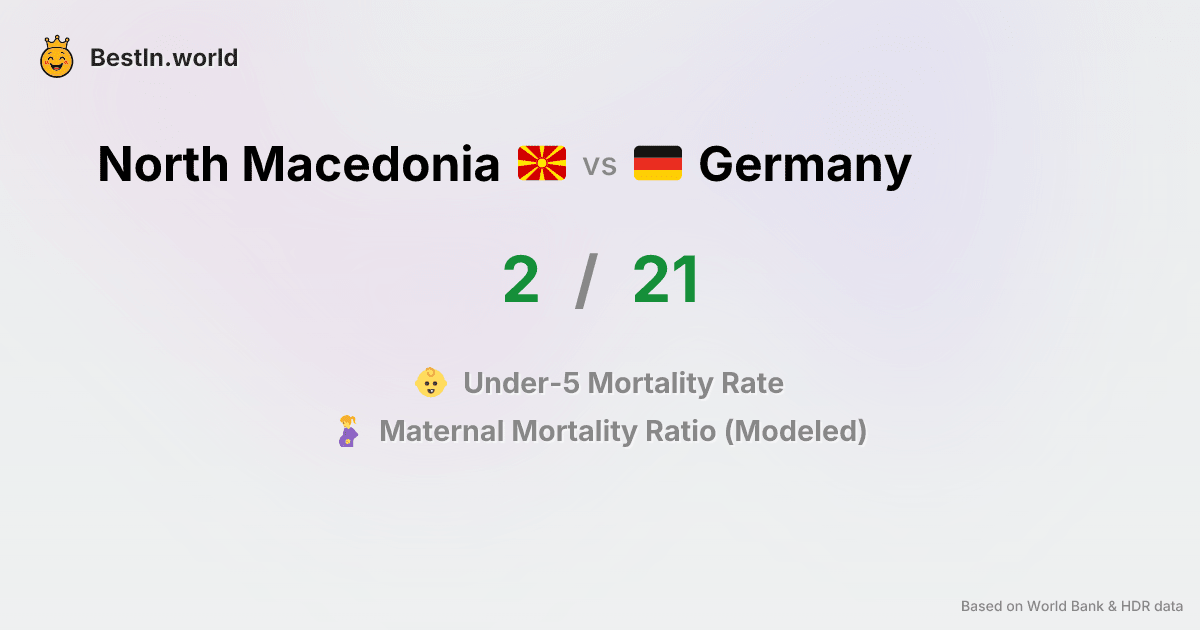 BestIn.world
North Macedonia vs Germany
2 / 21
Under-5 Mortality Rate
Maternal Mortality Ratio (Modeled)
Based on World Bank & HDR data